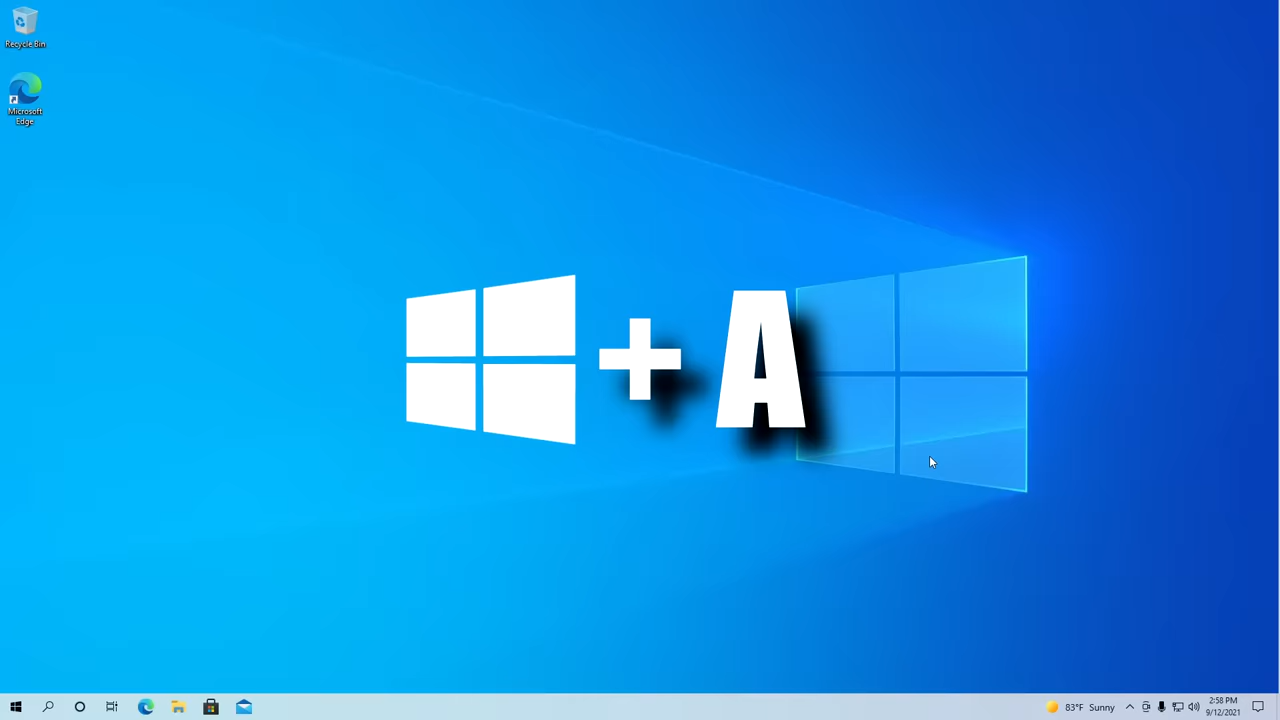 Recycle Bin
Microsoft
Edge
+ A
83°F Sunny
2:58 PM
9/12/2021